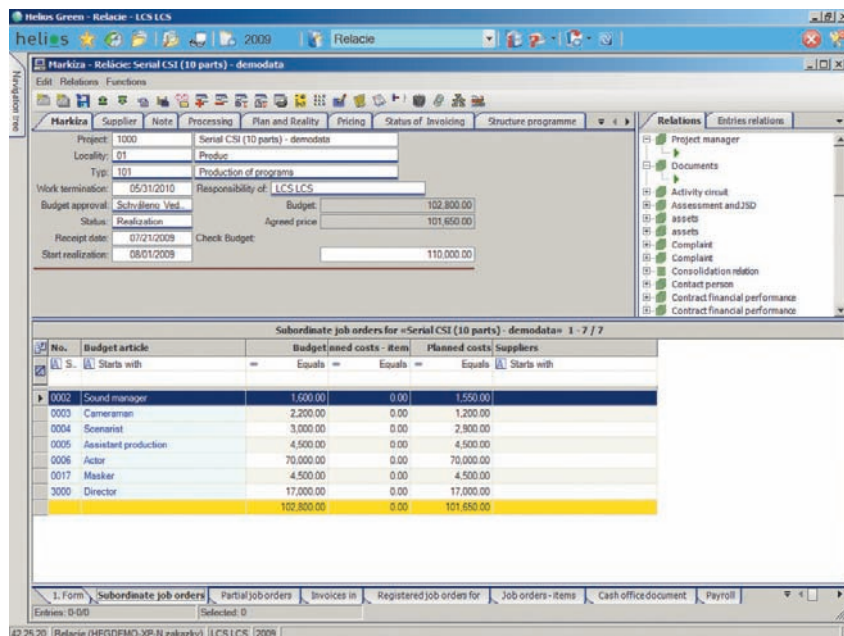 Helios Green - Relacie - LCS LCS
helios 2009 Relacie
Markiza - Relácie: Serial CSI (10 parts) - demodata
Navigation tree
Edit Relations Functions
Markiza Supplier Note Processing Plan and Reality Pricing Status of Invoicing Structure programme
Relations Entries relations
Project: 1000 Serial CSI (10 parts) - demodata
Locality: 01 Produc
Typ: 101 Production of programs
Work termination: 05/31/2010 Responsibility of: LCS LCS
Budget approval: Schváleno Ved.. Budget: 102,800.00
Status: Realization Agreed price 101,650.00
Receipt date: 07/21/2009 Check Budget:
Start realization: 08/01/2009 110,000.00
Project manager
Documents
Activity circuit
Assessment and JSD
assets
assets
Complaint
Complaint
Consolidation relation
Contact person
Contract financial performance
Contract financial performance
Subordinate job orders for «Serial CSI (10 parts) - demodata» 1 - 7 / 7
No. Budget article Budget nned costs - item Planned costs Suppliers
S.. Starts with = Equals = Equals = Equals Starts with
0002 Sound manager 1,600.00 0.00 1,550.00
0003 Cameraman 2,200.00 0.00 1,200.00
0004 Scenarist 3,000.00 0.00 2,900.00
0005 Assistant production 4,500.00 0.00 4,500.00
0006 Actor 70,000.00 0.00 70,000.00
0017 Masker 4,500.00 0.00 4,500.00
3000 Director 17,000.00 0.00 17,000.00
102,800.00 0.00 101,650.00
1. Form Subordinate job orders Partial job orders Invoices in Registered job orders for Job orders - items Cash office document Payroll
Entries: 0-0/0 Selected: 0
42.25.20 Relacie (HEGDEMO-XP-N zakazky) LCS LCS 2009